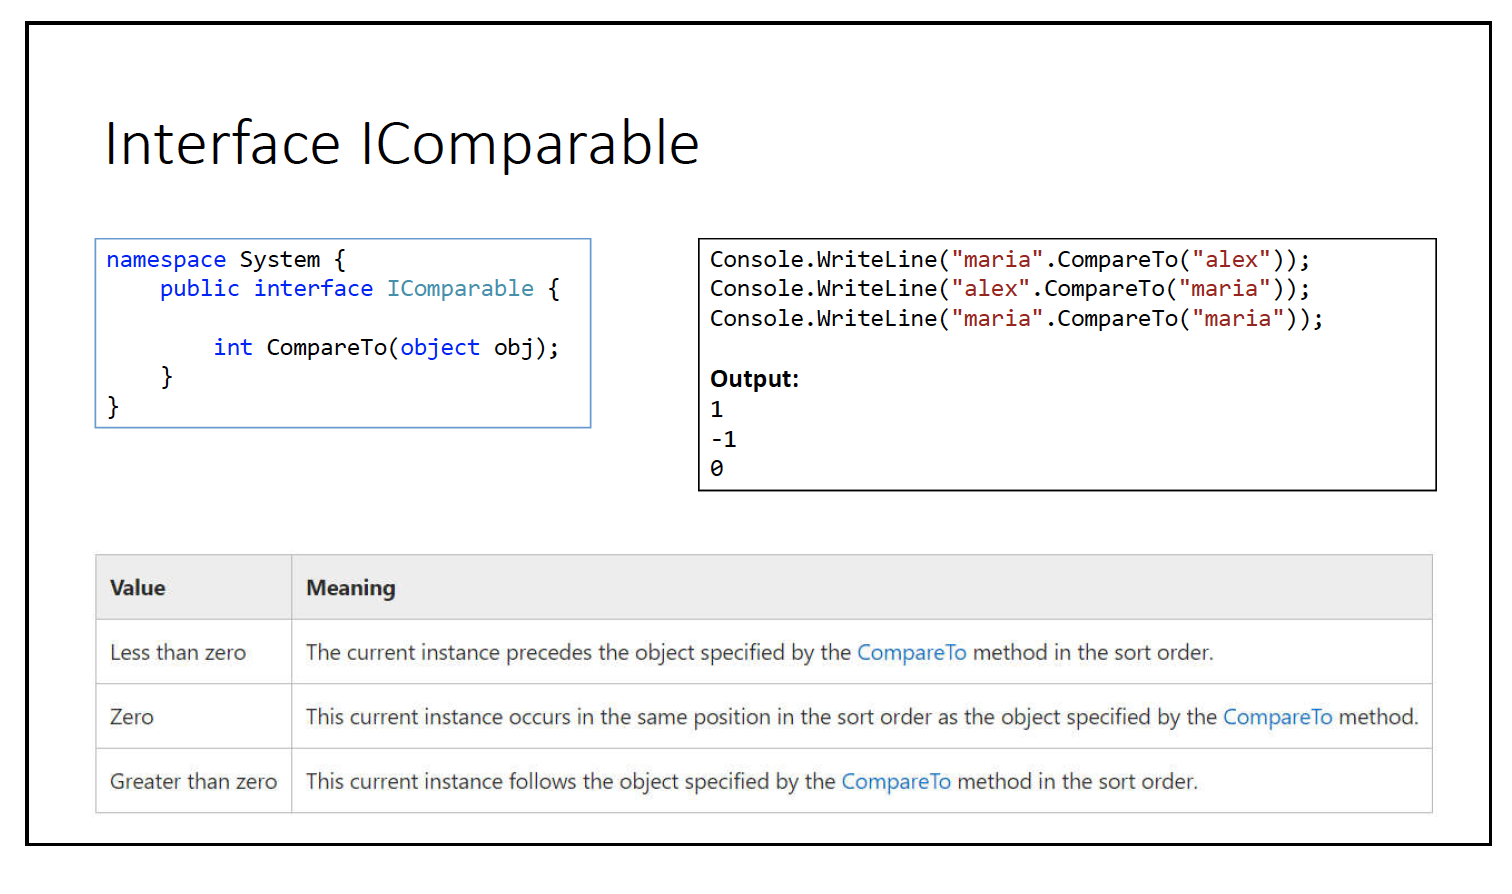 Interface IComparable
namespace System {
    public interface IComparable {
        int CompareTo(object obj);
    }
}
Console.WriteLine("maria".CompareTo("alex"));
Console.WriteLine("alex".CompareTo("maria"));
Console.WriteLine("maria".CompareTo("maria"));
Output:
1
-1
0
Value Meaning
Less than zero The current instance precedes the object specified by the CompareTo method in the sort order.
Zero This current instance occurs in the same position in the sort order as the object specified by the CompareTo method.
Greater than zero This current instance follows the object specified by the CompareTo method in the sort order.